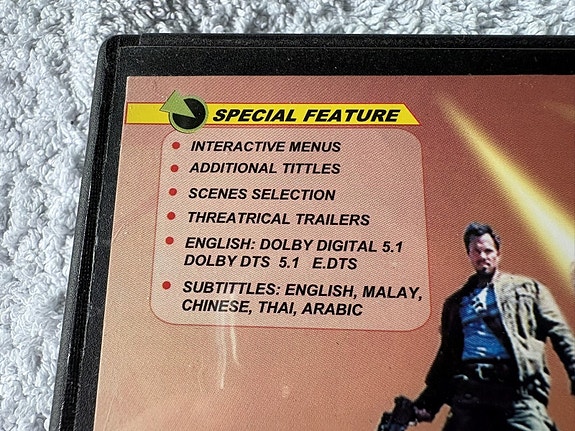 SPECIAL FEATURE
INTERACTIVE MENUS
ADDITIONAL TITTLES
SCENES SELECTION
THREATRICAL TRAILERS
ENGLISH: DOLBY DIGITAL 5.1
DOLBY DTS 5.1 E.DTS
SUBTITTLES: ENGLISH, MALAY,
CHINESE, THAI, ARABIC